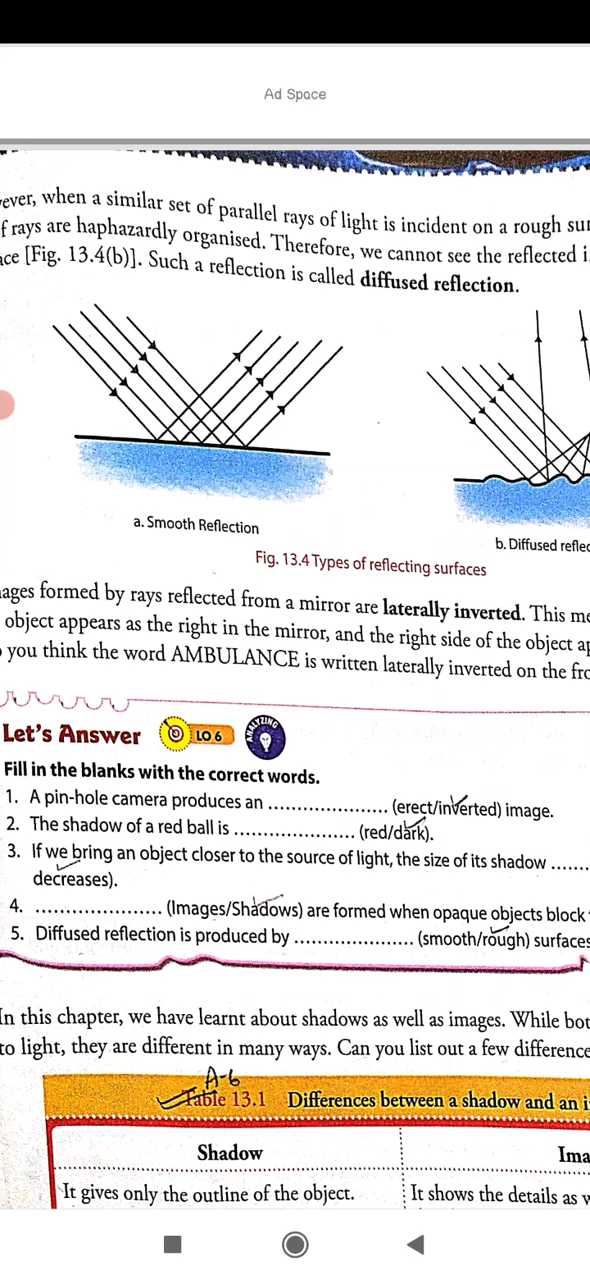 Ad Space
ever, when a similar set of parallel rays of light is incident on a rough sur
f rays are haphazardly organised. Therefore, we cannot see the reflected i
ace [Fig. 13.4(b)]. Such a reflection is called diffused reflection.
a. Smooth Reflection
b. Diffused reflec
Fig. 13.4 Types of reflecting surfaces
ages formed by rays reflected from a mirror are laterally inverted. This me
object appears as the right in the mirror, and the right side of the object ap
you think the word AMBULANCE is written laterally inverted on the fro
Let's Answer LO 6 ANALYZING
Fill in the blanks with the correct words.
1. A pin-hole camera produces an ..................... (erect/inverted) image.
2. The shadow of a red ball is ..................... (red/dark).
3. If we bring an object closer to the source of light, the size of its shadow ......
decreases).
4. ..................... (Images/Shadows) are formed when opaque objects block
5. Diffused reflection is produced by ..................... (smooth/rough) surfaces
In this chapter, we have learnt about shadows as well as images. While bot
to light, they are different in many ways. Can you list out a few difference
A-6
Table 13.1 Differences between a shadow and an i
Shadow Ima
It gives only the outline of the object. It shows the details as w